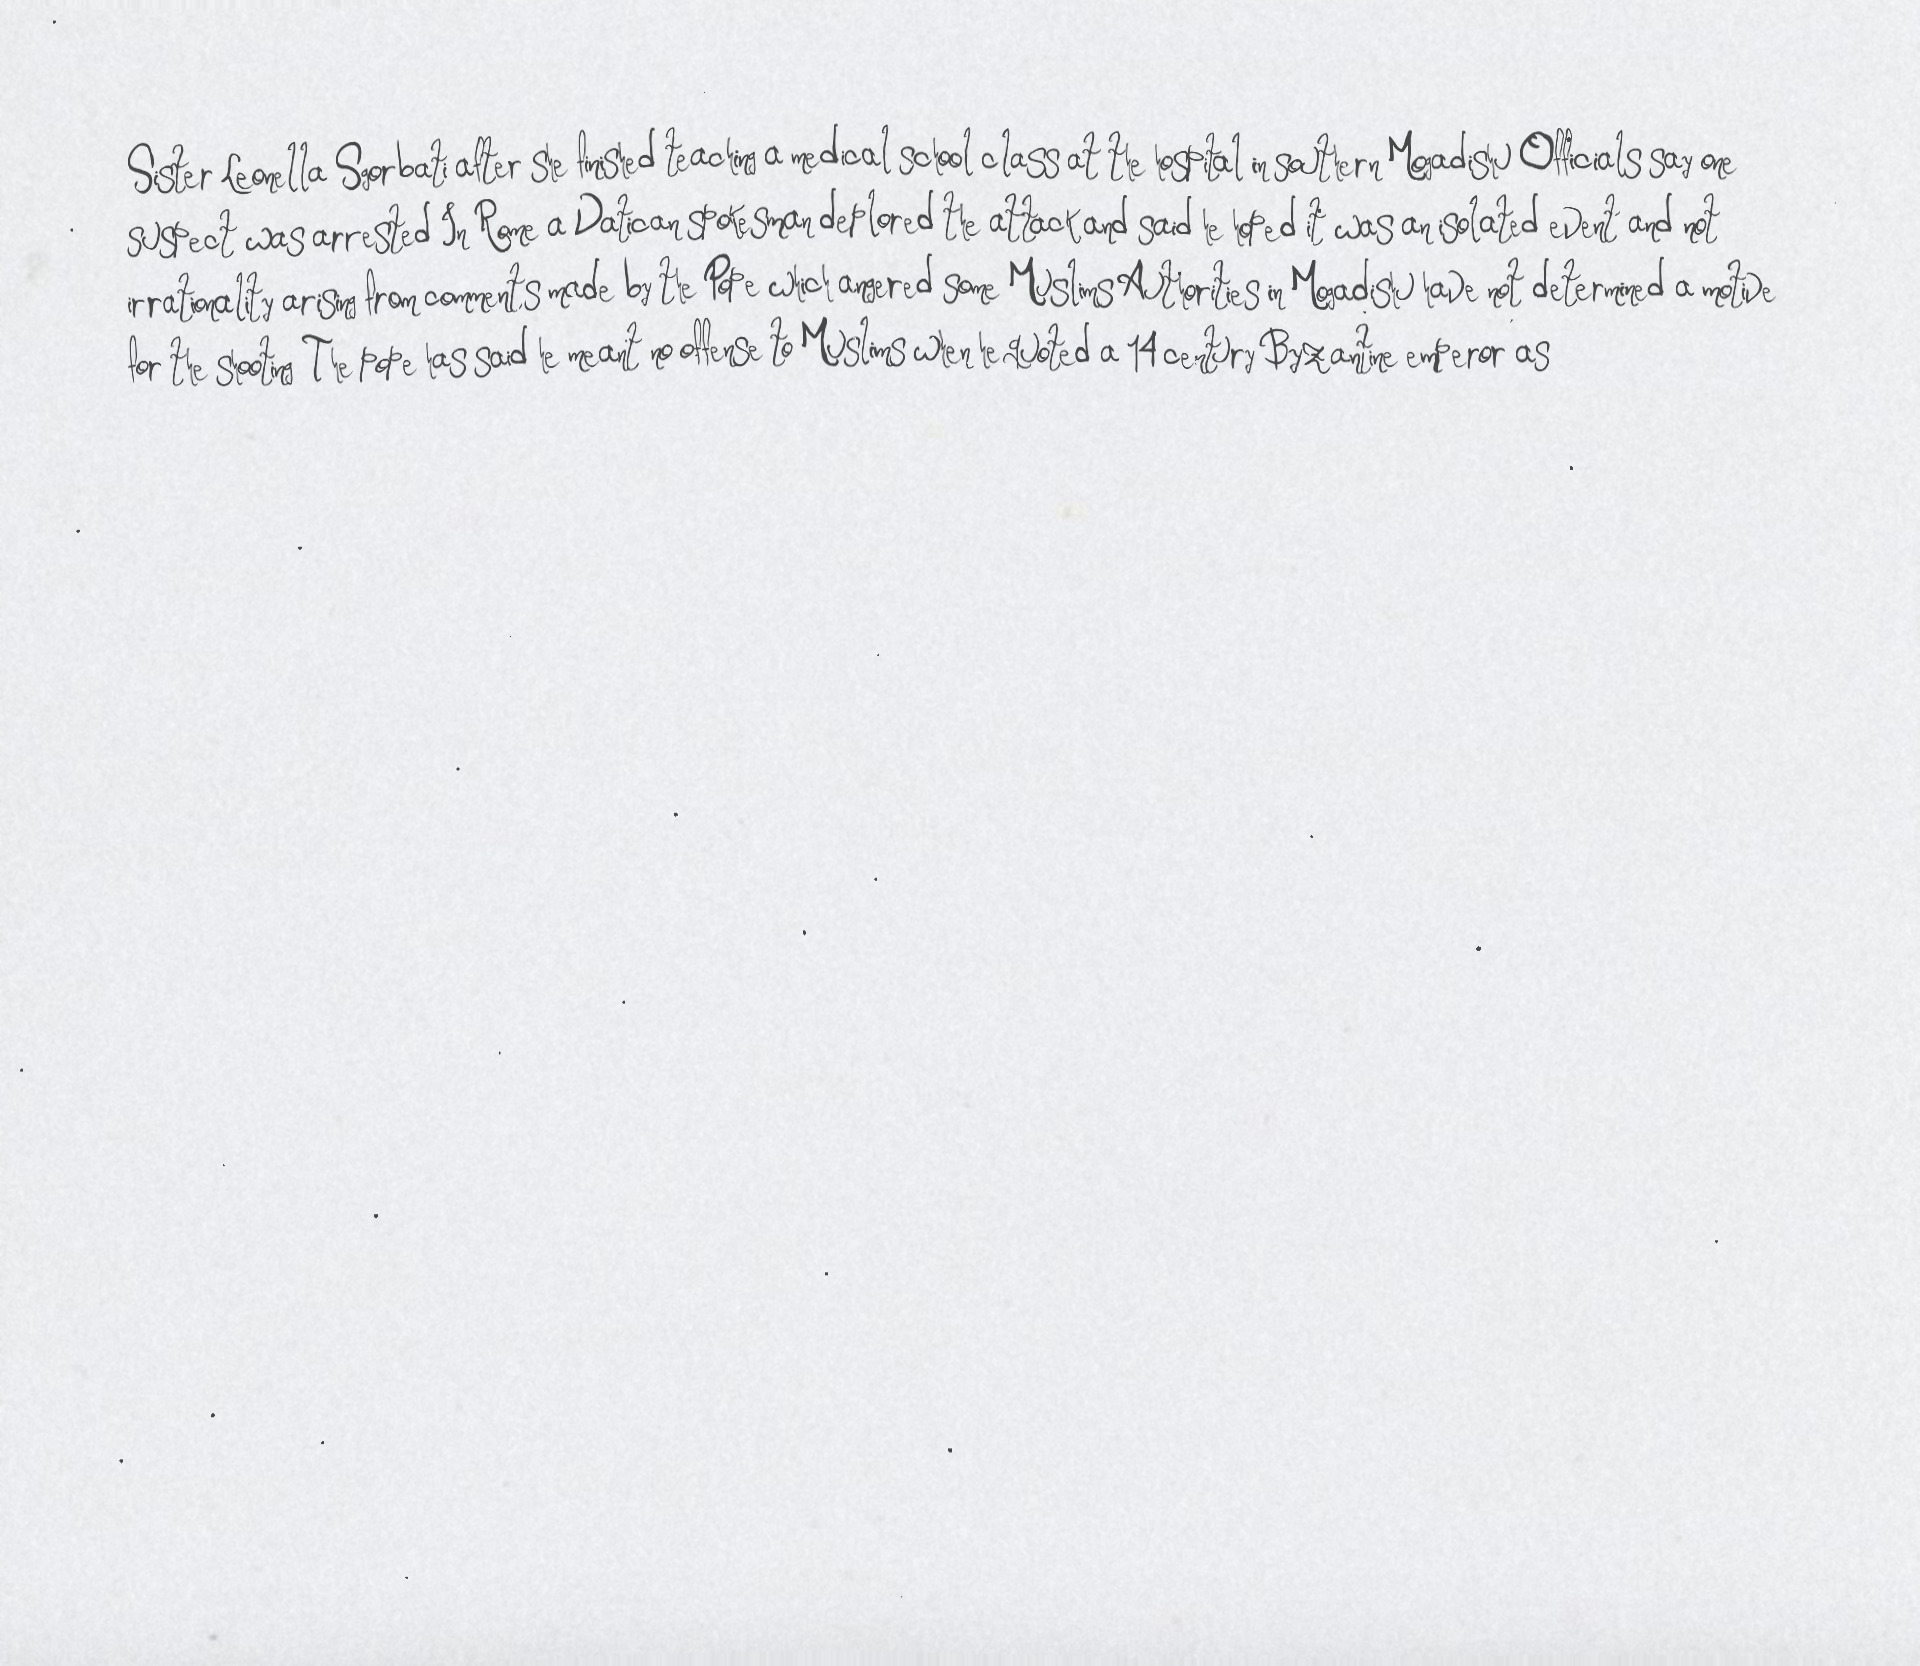 Sister Leonella Sgorbati after she finished teaching a medical school class at the hospital in southern Mogadishu Officials say one
suspect was arrested In Rome a Vatican spokesman deplored the attack and said he hoped it was an isolated event and not
irrationality arising from comments made by the Pope which angered some Muslims Authorities in Mogadishu have not determined a motive
for the shooting The pope has said he meant no offense to Muslims when he quoted a 14 century Byzantine emperor as